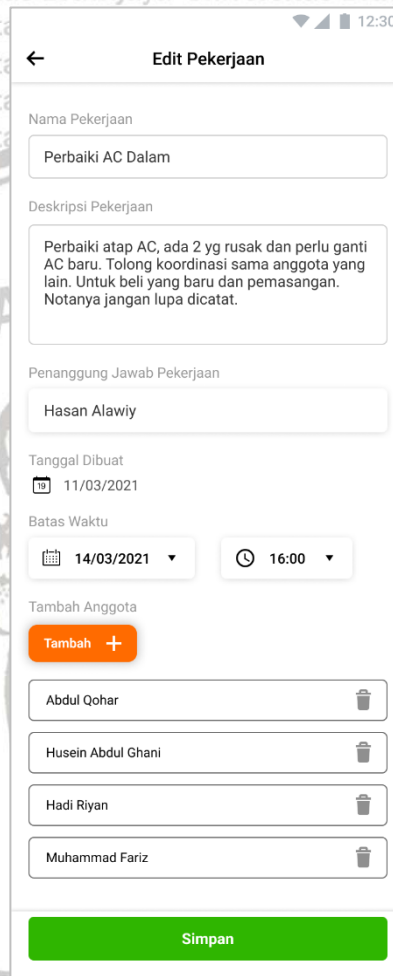 12:30
Edit Pekerjaan
Nama Pekerjaan
Perbaiki AC Dalam
Deskripsi Pekerjaan
Perbaiki atap AC, ada 2 yg rusak dan perlu ganti
AC baru. Tolong koordinasi sama anggota yang
lain. Untuk beli yang baru dan pemasangan.
Notanya jangan lupa dicatat.
Penanggung Jawab Pekerjaan
Hasan Alawiy
Tanggal Dibuat
19 11/03/2021
Batas Waktu
14/03/2021 16:00
Tambah Anggota
Tambah +
Abdul Qohar
Husein Abdul Ghani
Hadi Riyan
Muhammad Fariz
Simpan